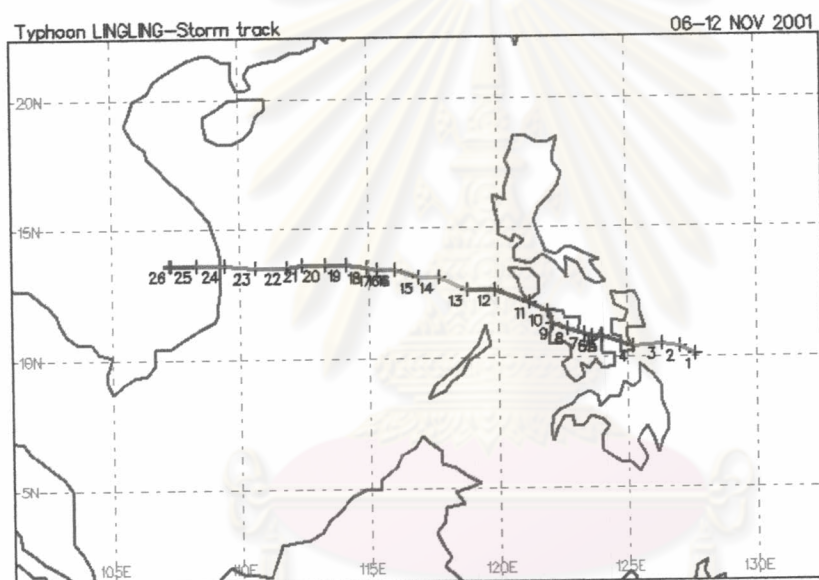 Typhoon LINGLING—Storm track 06–12 NOV 2001
20N
15N
26 25 24 23 22 21 20 19 18 15 14 13 12 11
10
9 8
3 2 1
10N
5N
105E 110E 115E 120E 125E 130E